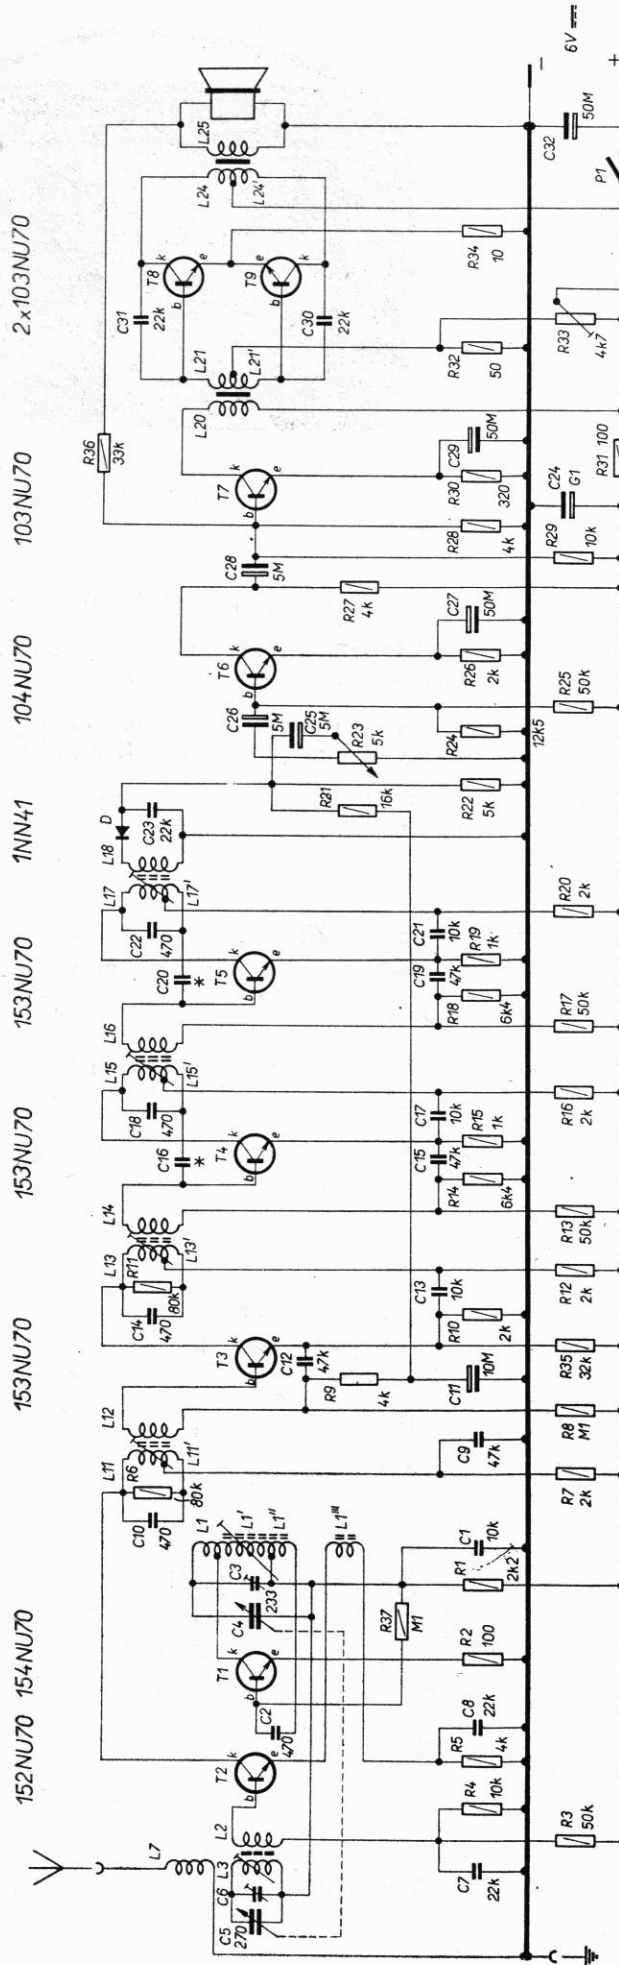 152NU70 154NU70 153NU70 153NU70 153NU70 1NN41 104NU70 103NU70 2x103NU70
L7
C5
270
C6
L3
L2
T2
b
k
e
C2
470
T1
b
k
e
C4
C3
233
L1
L1'
L1"
L1'"
R37
M1
C7
22k
R4
10k
R3
50k
R5
4k
C8
22k
R2
100
R1
2k2
C1
10k
C10
470
R6
80k
L11
L11'
L12
R7
2k
C9
47k
R8
M1
R9
4k
C11
10M
C12
47k
T3
b
k
e
R35
32k
R10
2k
C13
10k
R12
2k
C14
470
R11
80k
L13
L13'
L14
R13
50k
R14
6k4
C15
47k
R15
1k
C17
10k
R16
2k
T4
b
k
e
C16
*
C18
470
L15
L15'
L16
R17
50k
R18
6k4
C19
47k
R19
1k
C21
10k
R20
2k
T5
b
k
e
C20
*
C22
470
L17
L17'
L18
D
C23
22k
R21
16k
R22
5k
R23
5k
C25
5M
C26
5M
T6
b
k
e
R24
12k5
R25
50k
R26
2k
C27
50M
R27
4k
C28
5M
R28
4k
R29
10k
C24
G1
R31 100
T7
b
k
e
R30
320
C29
50M
R36
33k
L20
L21
L21'
C31
22k
C30
22k
T8
b
k
e
T9
b
k
e
R32
50
R33
4k7
R34
10
L24
L24'
L25
C32
50M
P1
6V
-
+